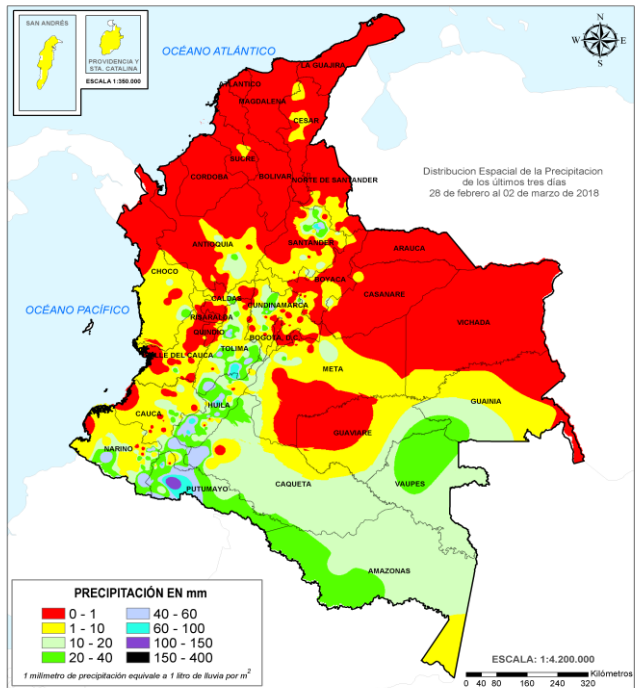 SAN ANDRÉS
PROVIDENCIA Y
STA. CATALINA
ESCALA 1:350.000
OCÉANO ATLÁNTICO
N
W
E
S
LA GUAJIRA
ATLANTICO
MAGDALENA
CESAR
SUCRE
CORDOBA
BOLIVAR
NORTE DE SANTANDER
Distribucion Espacial de la Precipitacion
de los últimos tres días
28 de febrero al 02 de marzo de 2018
ANTIOQUIA
SANTANDER
ARAUCA
CHOCO
BOYACA
CASANARE
OCÉANO PACÍFICO
CALDAS
CUNDINAMARCA
RISARALDA
VICHADA
QUINDIO
BOGOTA, D.C.
TOLIMA
VALLE DEL CAUCA
META
GUAINIA
HUILA
CAUCA
GUAVIARE
NARIÑO
CAQUETA
VAUPES
PUTUMAYO
AMAZONAS
PRECIPITACIÓN EN mm
0 - 1
40 - 60
1 - 10
60 - 100
10 - 20
100 - 150
20 - 40
150 - 400
1 milimetro de precipitación equivale a 1 litro de lluvia por m2
ESCALA: 1:4.200.000
Kilómetros
0 40 80 160 240 320